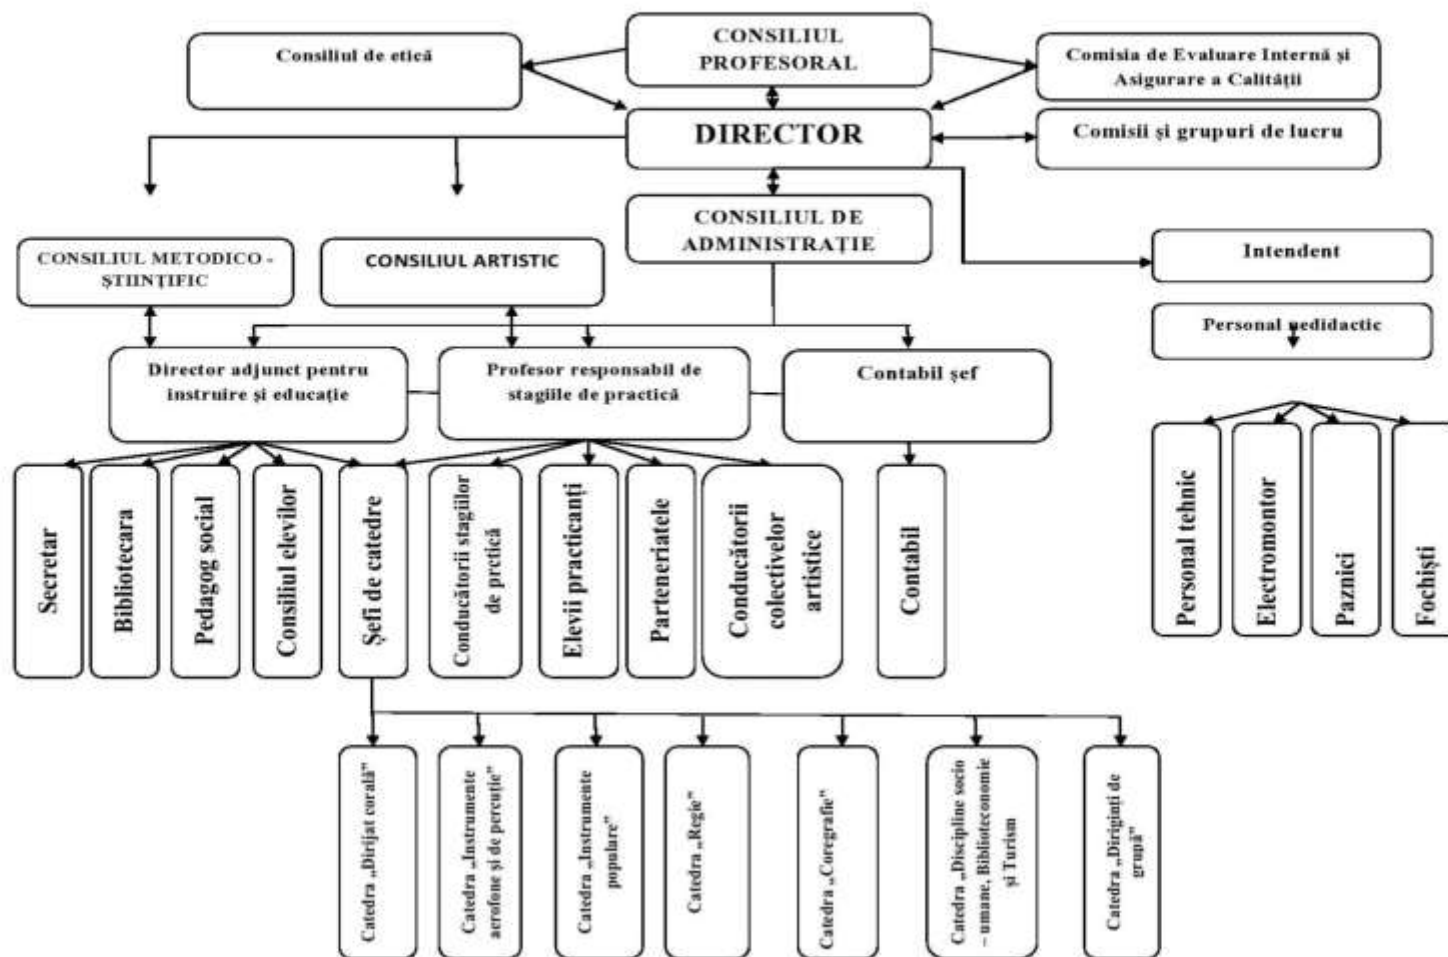 CONSILIUL
PROFESORAL
Consiliul de etică
Comisia de Evaluare Internă și
Asigurare a Calității
DIRECTOR
Comisii și grupuri de lucru
CONSILIUL DE
ADMINISTRAȚIE
CONSILIUL METODICO -
ȘTIINȚIFIC
CONSILIUL ARTISTIC
Intendent
Personal nedidactic
Director adjunct pentru
instruire și educație
Profesor responsabil de
stagiile de practică
Contabil șef
Secretar
Bibliotecara
Pedagog social
Consiliul elevilor
Șefi de catedre
Conducătorii stagiilor
de prctică
Elevii practicanți
Parteneriatele
Conducătorii
colectivelor
artistice
Contabil
Personal tehnic
Electromontor
Paznici
Fochiști
Catedra „Dirijat corală”
Catedra „Instrumente
aerofone și de percuție”
Catedra „Instrumente
populare”
Catedra „Regie”
Catedra „Coregrafie”
Catedra „Discipline socio
– umane, Biblioteconomie
și Turism
Catedra „Diriginți de
grupă”